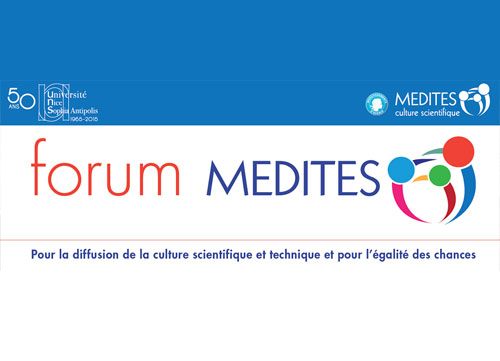 50
ANS
Université
Nice
Sophia Antipolis
1965-2015
MEDITES
culture scientifique
forum MEDITES
Pour la diffusion de la culture scientifique et technique et pour l'égalité des chances